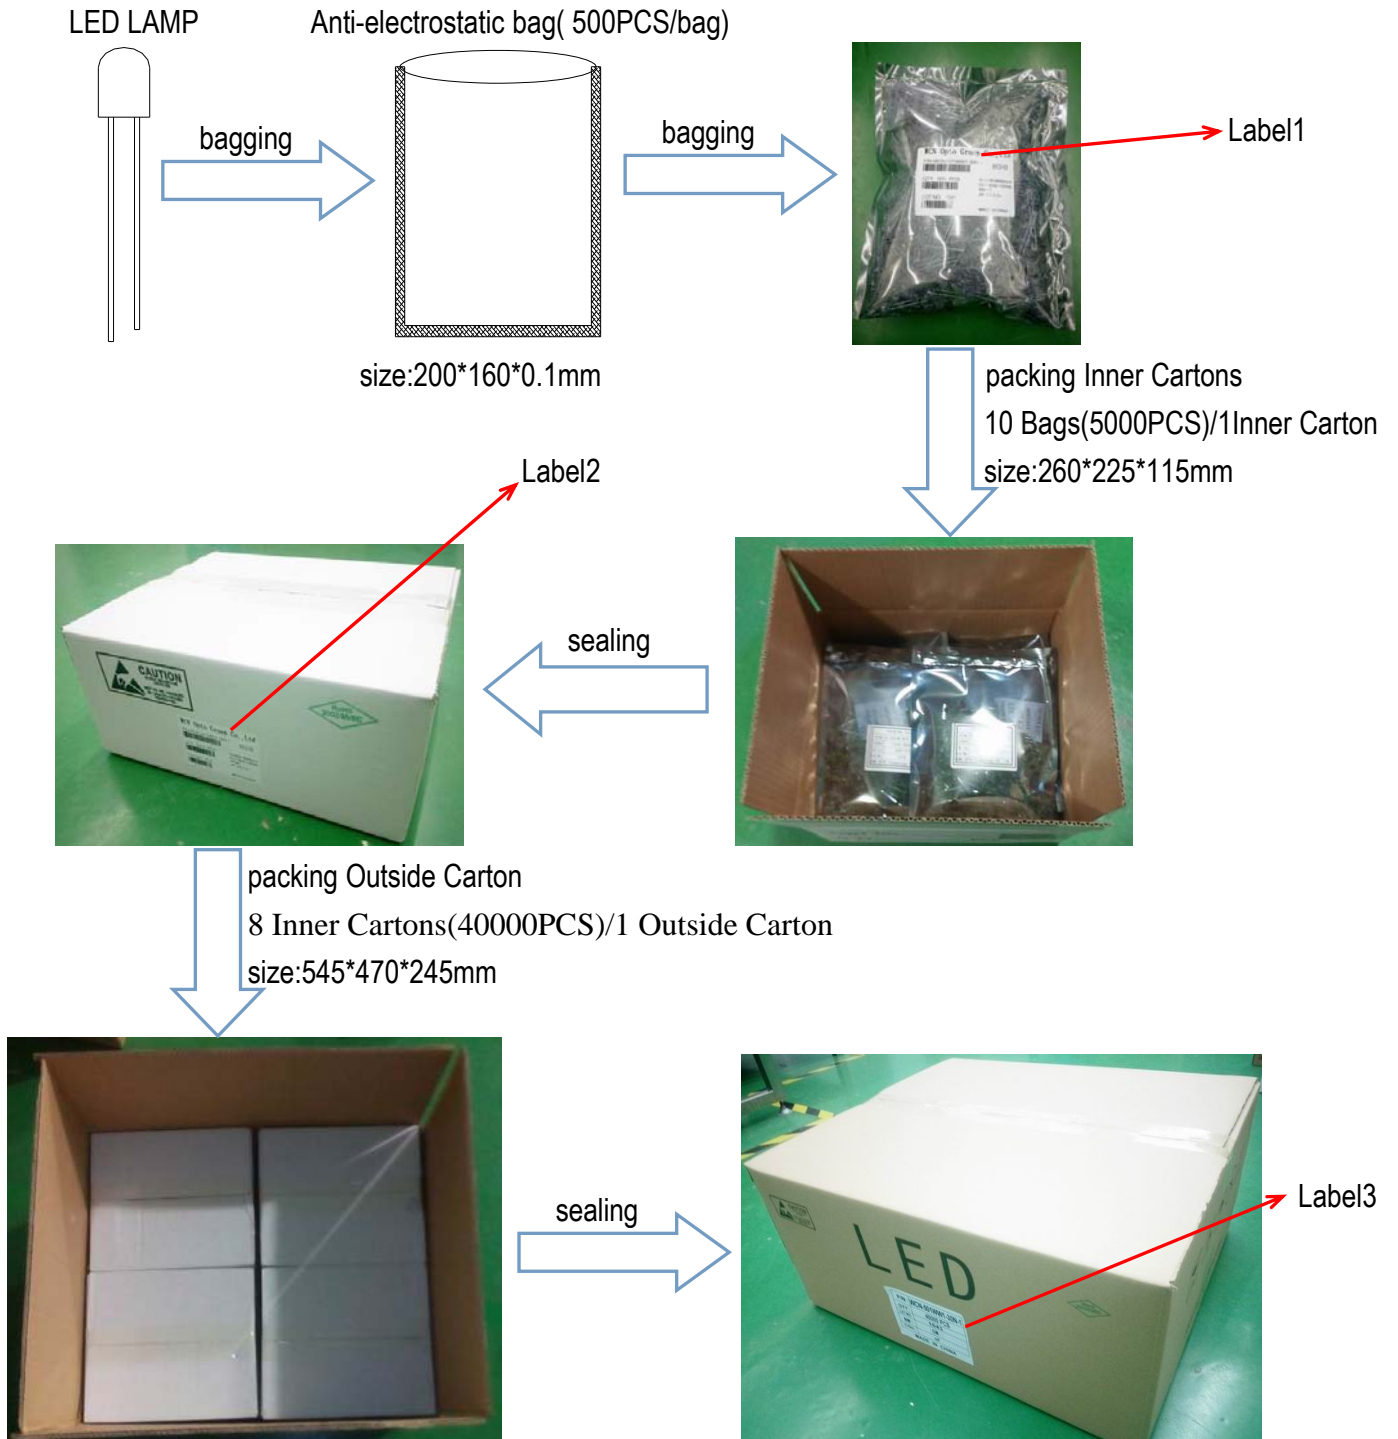 LED LAMP
Anti-electrostatic bag( 500PCS/bag)
bagging
bagging
Label1
size:200*160*0.1mm
packing Inner Cartons
10 Bags(5000PCS)/1Inner Carton
size:260*225*115mm
Label2
sealing
CAUTION
packing Outside Carton
8 Inner Cartons(40000PCS)/1 Outside Carton
size:545*470*245mm
sealing
Label3
LED